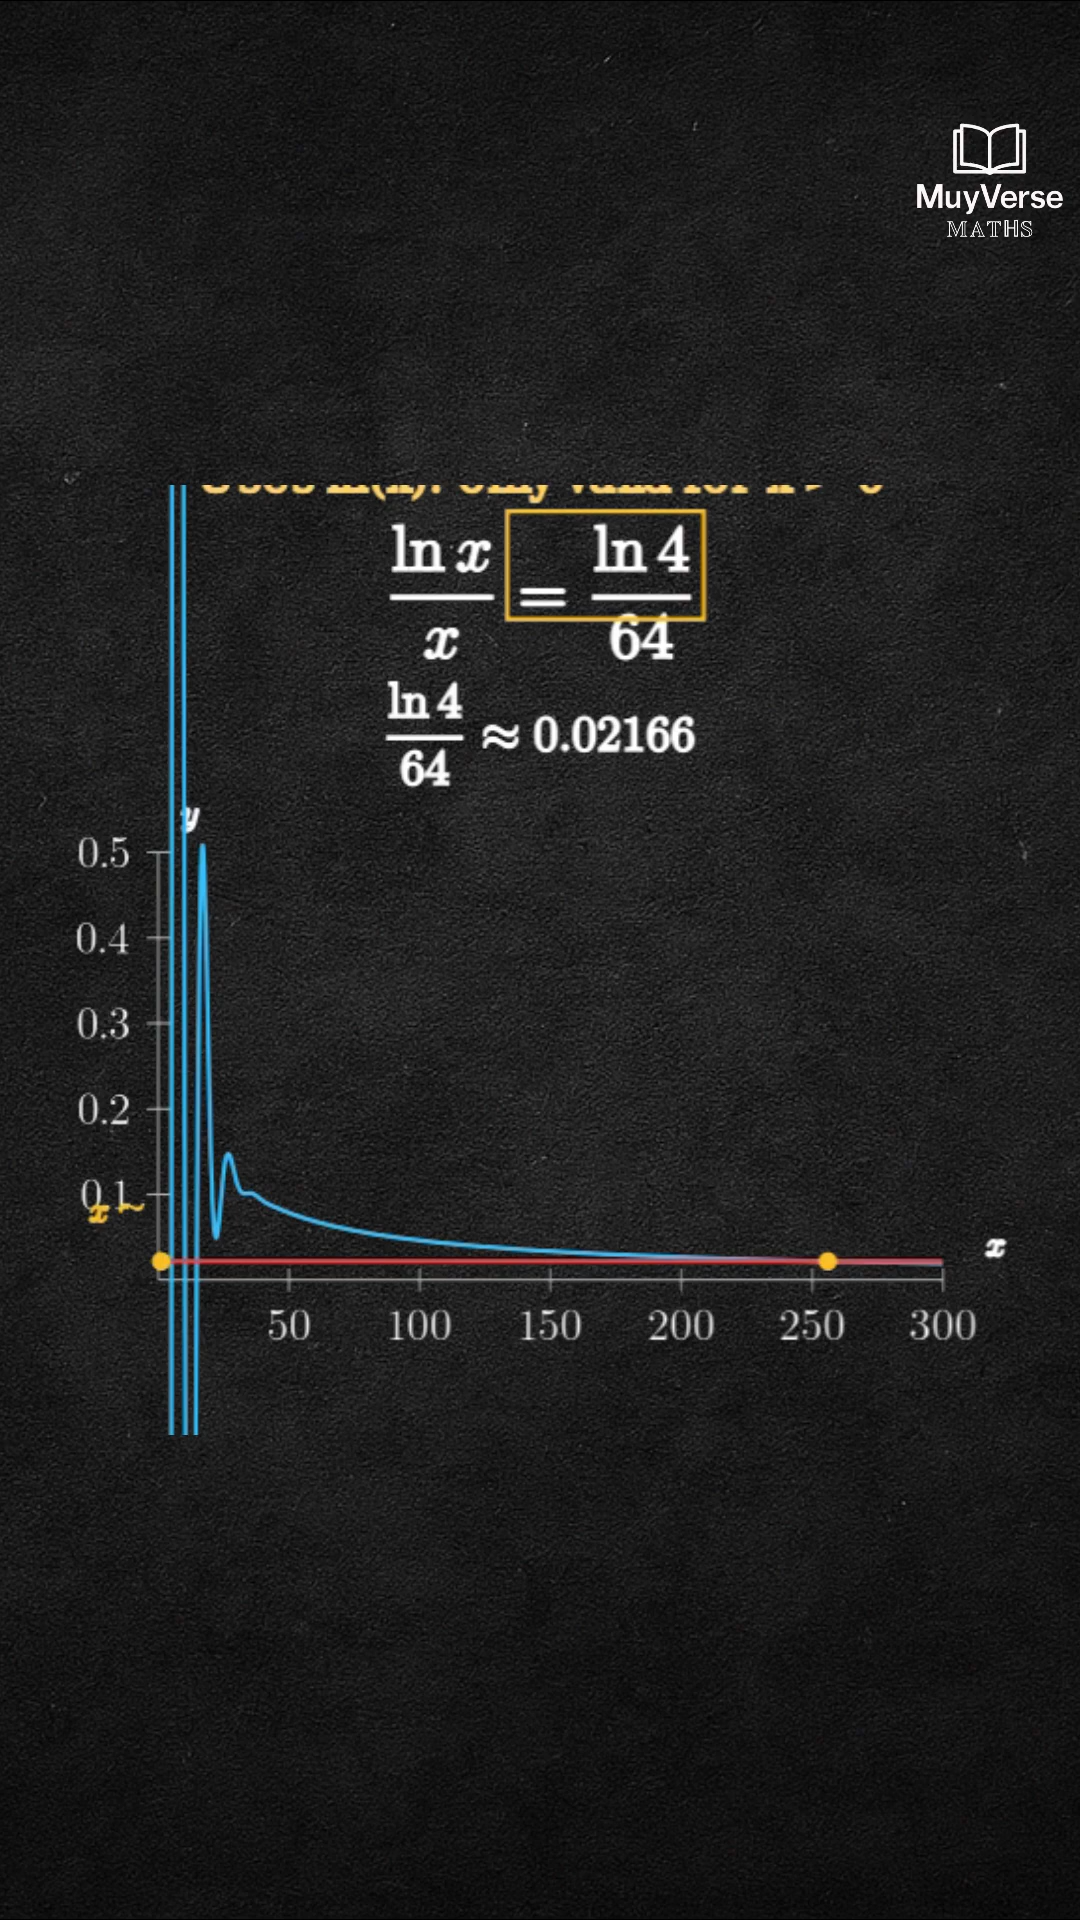 MuyVerse
MATHS
ln x / x = ln 4 / 64
ln 4 / 64 ≈ 0.02166
y
0.5
0.4
0.3
0.2
0.1
x
x
50 100 150 200 250 300